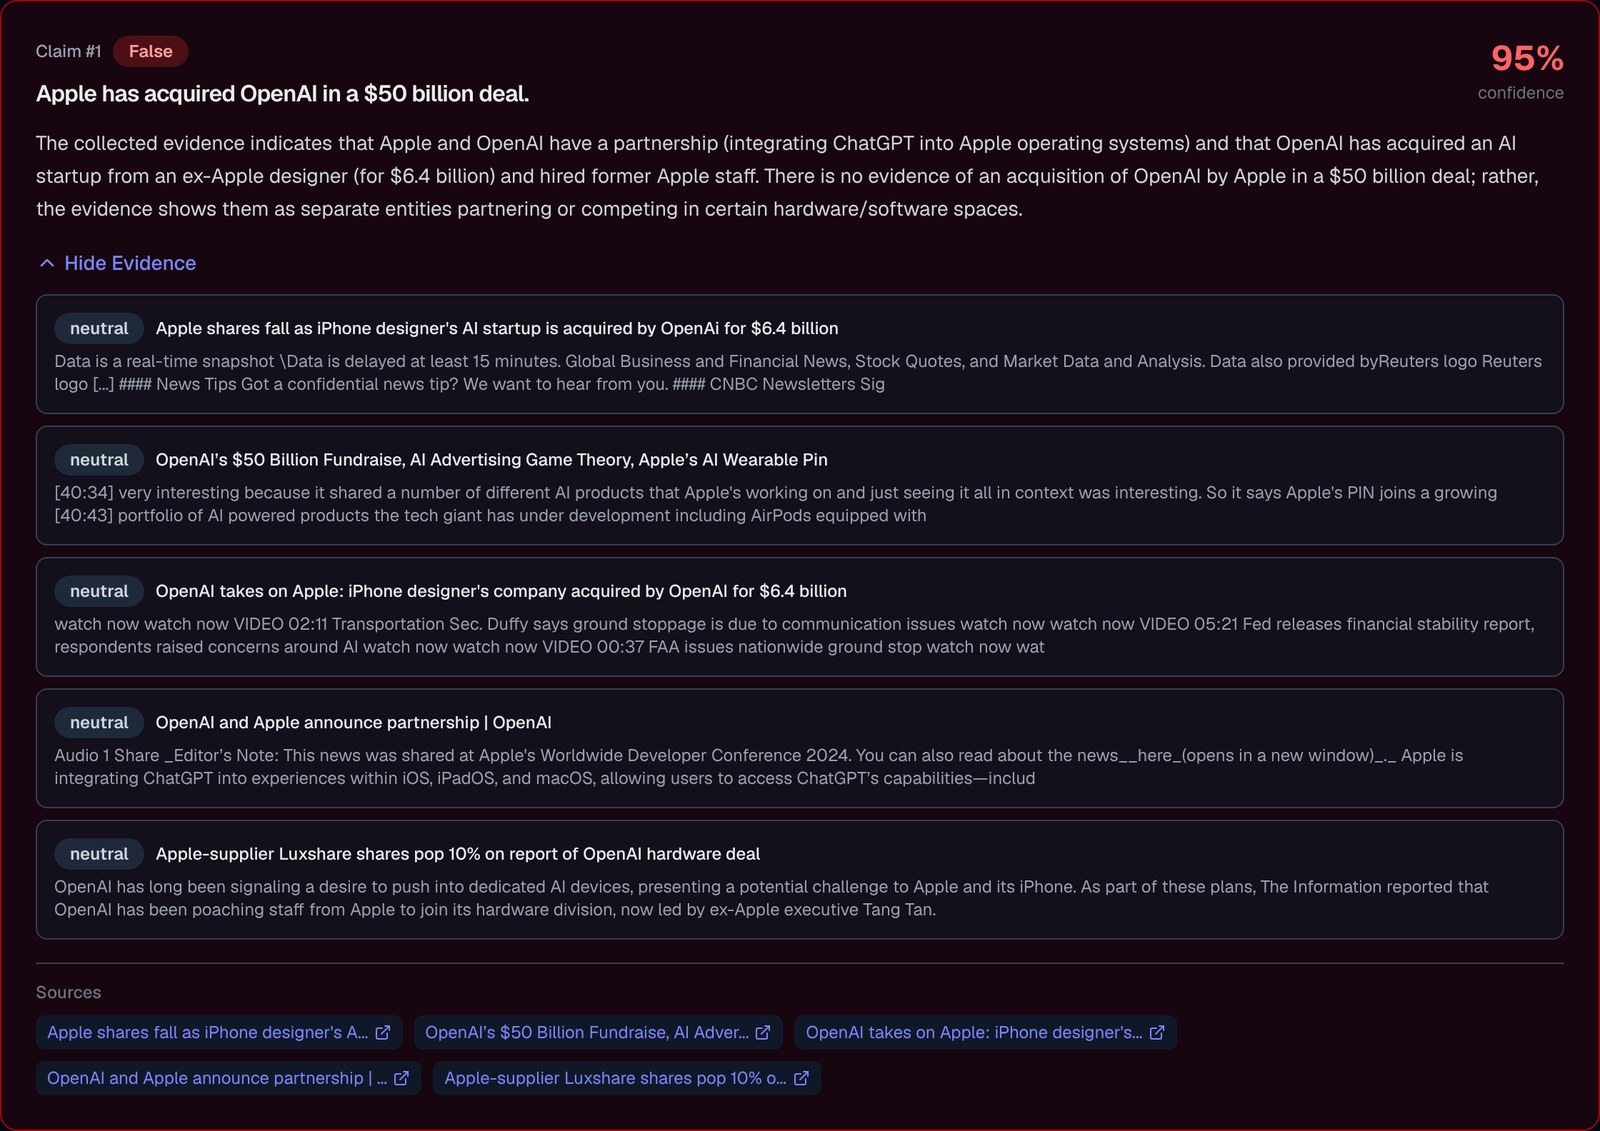 Claim #1 False
95%
confidence
Apple has acquired OpenAI in a $50 billion deal.
The collected evidence indicates that Apple and OpenAI have a partnership (integrating ChatGPT into Apple operating systems) and that OpenAI has acquired an AI
startup from an ex-Apple designer (for $6.4 billion) and hired former Apple staff. There is no evidence of an acquisition of OpenAI by Apple in a $50 billion deal; rather,
the evidence shows them as separate entities partnering or competing in certain hardware/software spaces.
Hide Evidence
neutral Apple shares fall as iPhone designer's AI startup is acquired by OpenAi for $6.4 billion
Data is a real-time snapshot \Data is delayed at least 15 minutes. Global Business and Financial News, Stock Quotes, and Market Data and Analysis. Data also provided byReuters logo Reuters
logo [...] #### News Tips Got a confidential news tip? We want to hear from you. #### CNBC Newsletters Sig
neutral OpenAI’s $50 Billion Fundraise, AI Advertising Game Theory, Apple’s AI Wearable Pin
[40:34] very interesting because it shared a number of different AI products that Apple's working on and just seeing it all in context was interesting. So it says Apple's PIN joins a growing
[40:43] portfolio of AI powered products the tech giant has under development including AirPods equipped with
neutral OpenAI takes on Apple: iPhone designer's company acquired by OpenAI for $6.4 billion
watch now watch now VIDEO 02:11 Transportation Sec. Duffy says ground stoppage is due to communication issues watch now watch now VIDEO 05:21 Fed releases financial stability report,
respondents raised concerns around AI watch now watch now VIDEO 00:37 FAA issues nationwide ground stop watch now wat
neutral OpenAI and Apple announce partnership | OpenAI
Audio 1 Share _Editor’s Note: This news was shared at Apple's Worldwide Developer Conference 2024. You can also read about the news__here_(opens in a new window)_._ Apple is
integrating ChatGPT into experiences within iOS, iPadOS, and macOS, allowing users to access ChatGPT’s capabilities—includ
neutral Apple-supplier Luxshare shares pop 10% on report of OpenAI hardware deal
OpenAI has long been signaling a desire to push into dedicated AI devices, presenting a potential challenge to Apple and its iPhone. As part of these plans, The Information reported that
OpenAI has been poaching staff from Apple to join its hardware division, now led by ex-Apple executive Tang Tan.
Sources
Apple shares fall as iPhone designer's A... OpenAI’s $50 Billion Fundraise, AI Adver... OpenAI takes on Apple: iPhone designer's...
OpenAI and Apple announce partnership | ... Apple-supplier Luxshare shares pop 10% o...